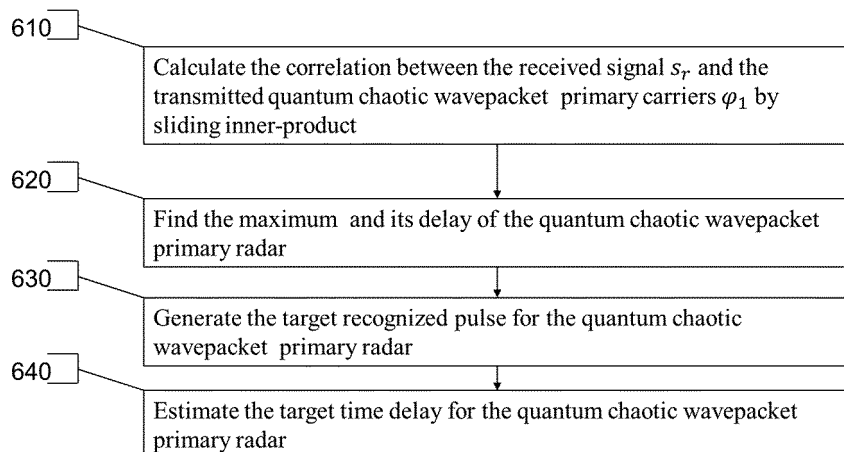 610
Calculate the correlation between the received signal s_r and the
transmitted quantum chaotic wavepacket primary carriers φ_1 by
sliding inner-product
620
Find the maximum and its delay of the quantum chaotic wavepacket
primary radar
630
Generate the target recognized pulse for the quantum chaotic
wavepacket primary radar
640
Estimate the target time delay for the quantum chaotic wavepacket
primary radar